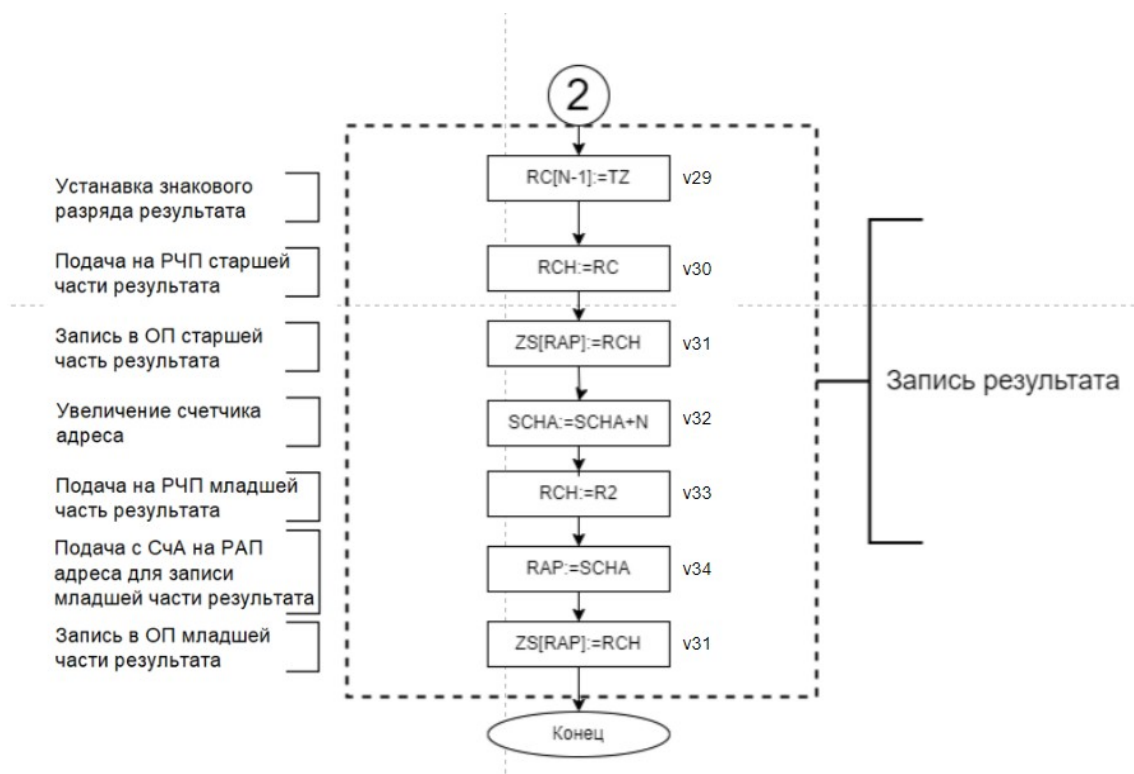 2
Устанавка знакового
разряда результата
RC[N-1]:=TZ
v29
Подача на РЧП старшей
части результата
RCH:=RC
v30
Запись в ОП старшей
часть результата
ZS[RAP]:=RCH
v31
Увеличение счетчика
адреса
SCHA:=SCHA+N
v32
Подача на РЧП младшей
часть результата
RCH:=R2
v33
Подача с СчА на РАП
адреса для записи
младшей части результата
RAP:=SCHA
v34
Запись в ОП младшей
части результата
ZS[RAP]:=RCH
v31
Запись результата
Конец